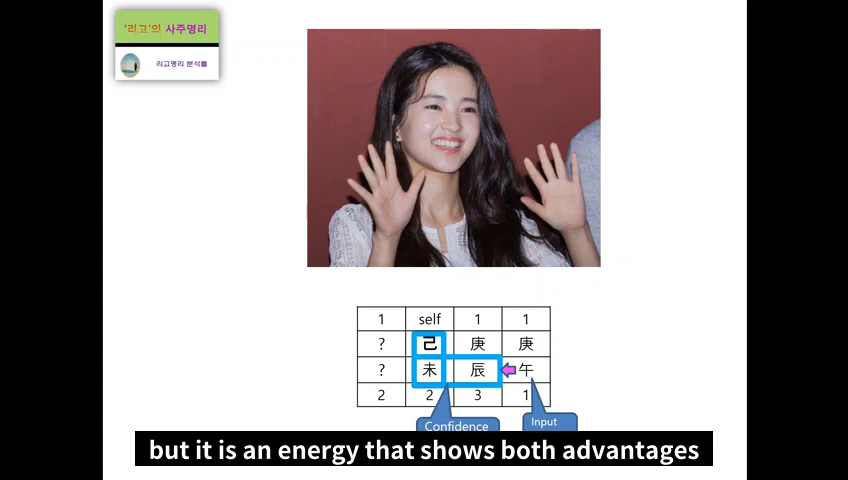 '리고'의 사주명리
리고명리 분석틀
1 self 1 1
? 己 庚 庚
? 未 辰 午
2 2 3 1
Confidence
Input
but it is an energy that shows both advantages